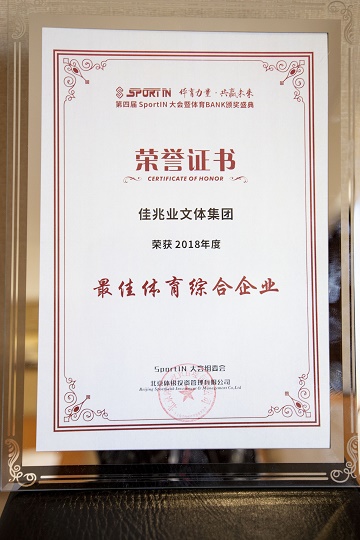 SPORTIN 体育力量·共赢未来
第四届 SportIN 大会暨体育BANK颁奖盛典
荣誉证书
CERTIFICATE OF HONOR
佳兆业文体集团
荣获 2018年度
最佳体育综合企业
SportIN 大会组委会
北京体银投资管理有限公司